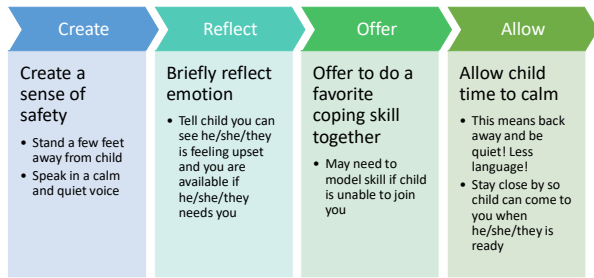 Create
Reflect
Offer
Allow
Create a
sense of
safety
• Stand a few feet
away from child
• Speak in a calm
and quiet voice
Briefly reflect
emotion
• Tell child you can
see he/she/they
is feeling upset
and you are
available if
he/she/they
needs you
Offer to do a
favorite
coping skill
together
• May need to
model skill if child
is unable to join
you
Allow child
time to calm
• This means back
away and be
quiet! Less
language!
• Stay close by so
child can come to
you when
he/she/they is
ready